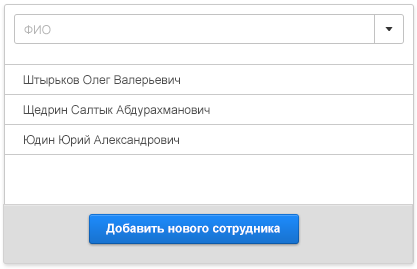 ФИО
Штырьков Олег Валерьевич
Щедрин Салтык Абдурахманович
Юдин Юрий Александрович
Добавить нового сотрудника